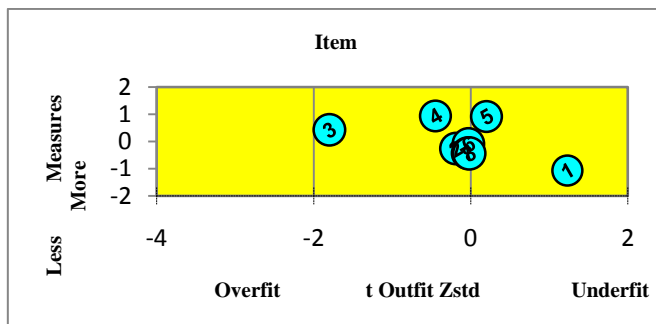 Item
Measures
More
Less
2
1
0
-1
-2
4
5
3
1
-4
-2
0
2
Overfit
t Outfit Zstd
Underfit